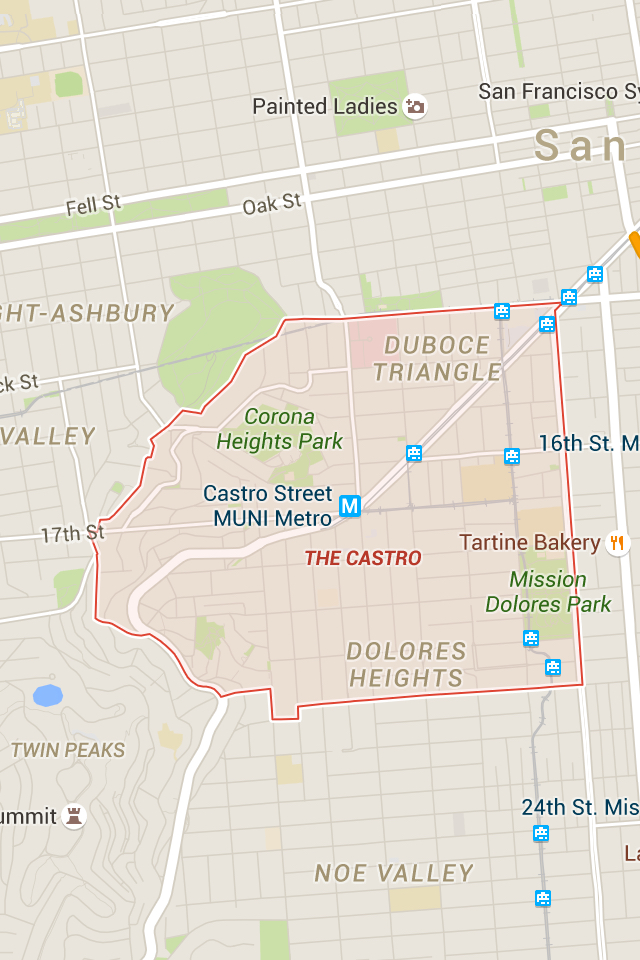 San Francisco Sy
Painted Ladies
San
Fell St
Oak St
GHT-ASHBURY
DUBOCE
TRIANGLE
ck St
Corona
Heights Park
VALLEY
16th St. M
Castro Street
MUNI Metro
M
17th St
Tartine Bakery
THE CASTRO
Mission
Dolores Park
DOLORES
HEIGHTS
TWIN PEAKS
ummit
24th St. Mis
La
NOE VALLEY